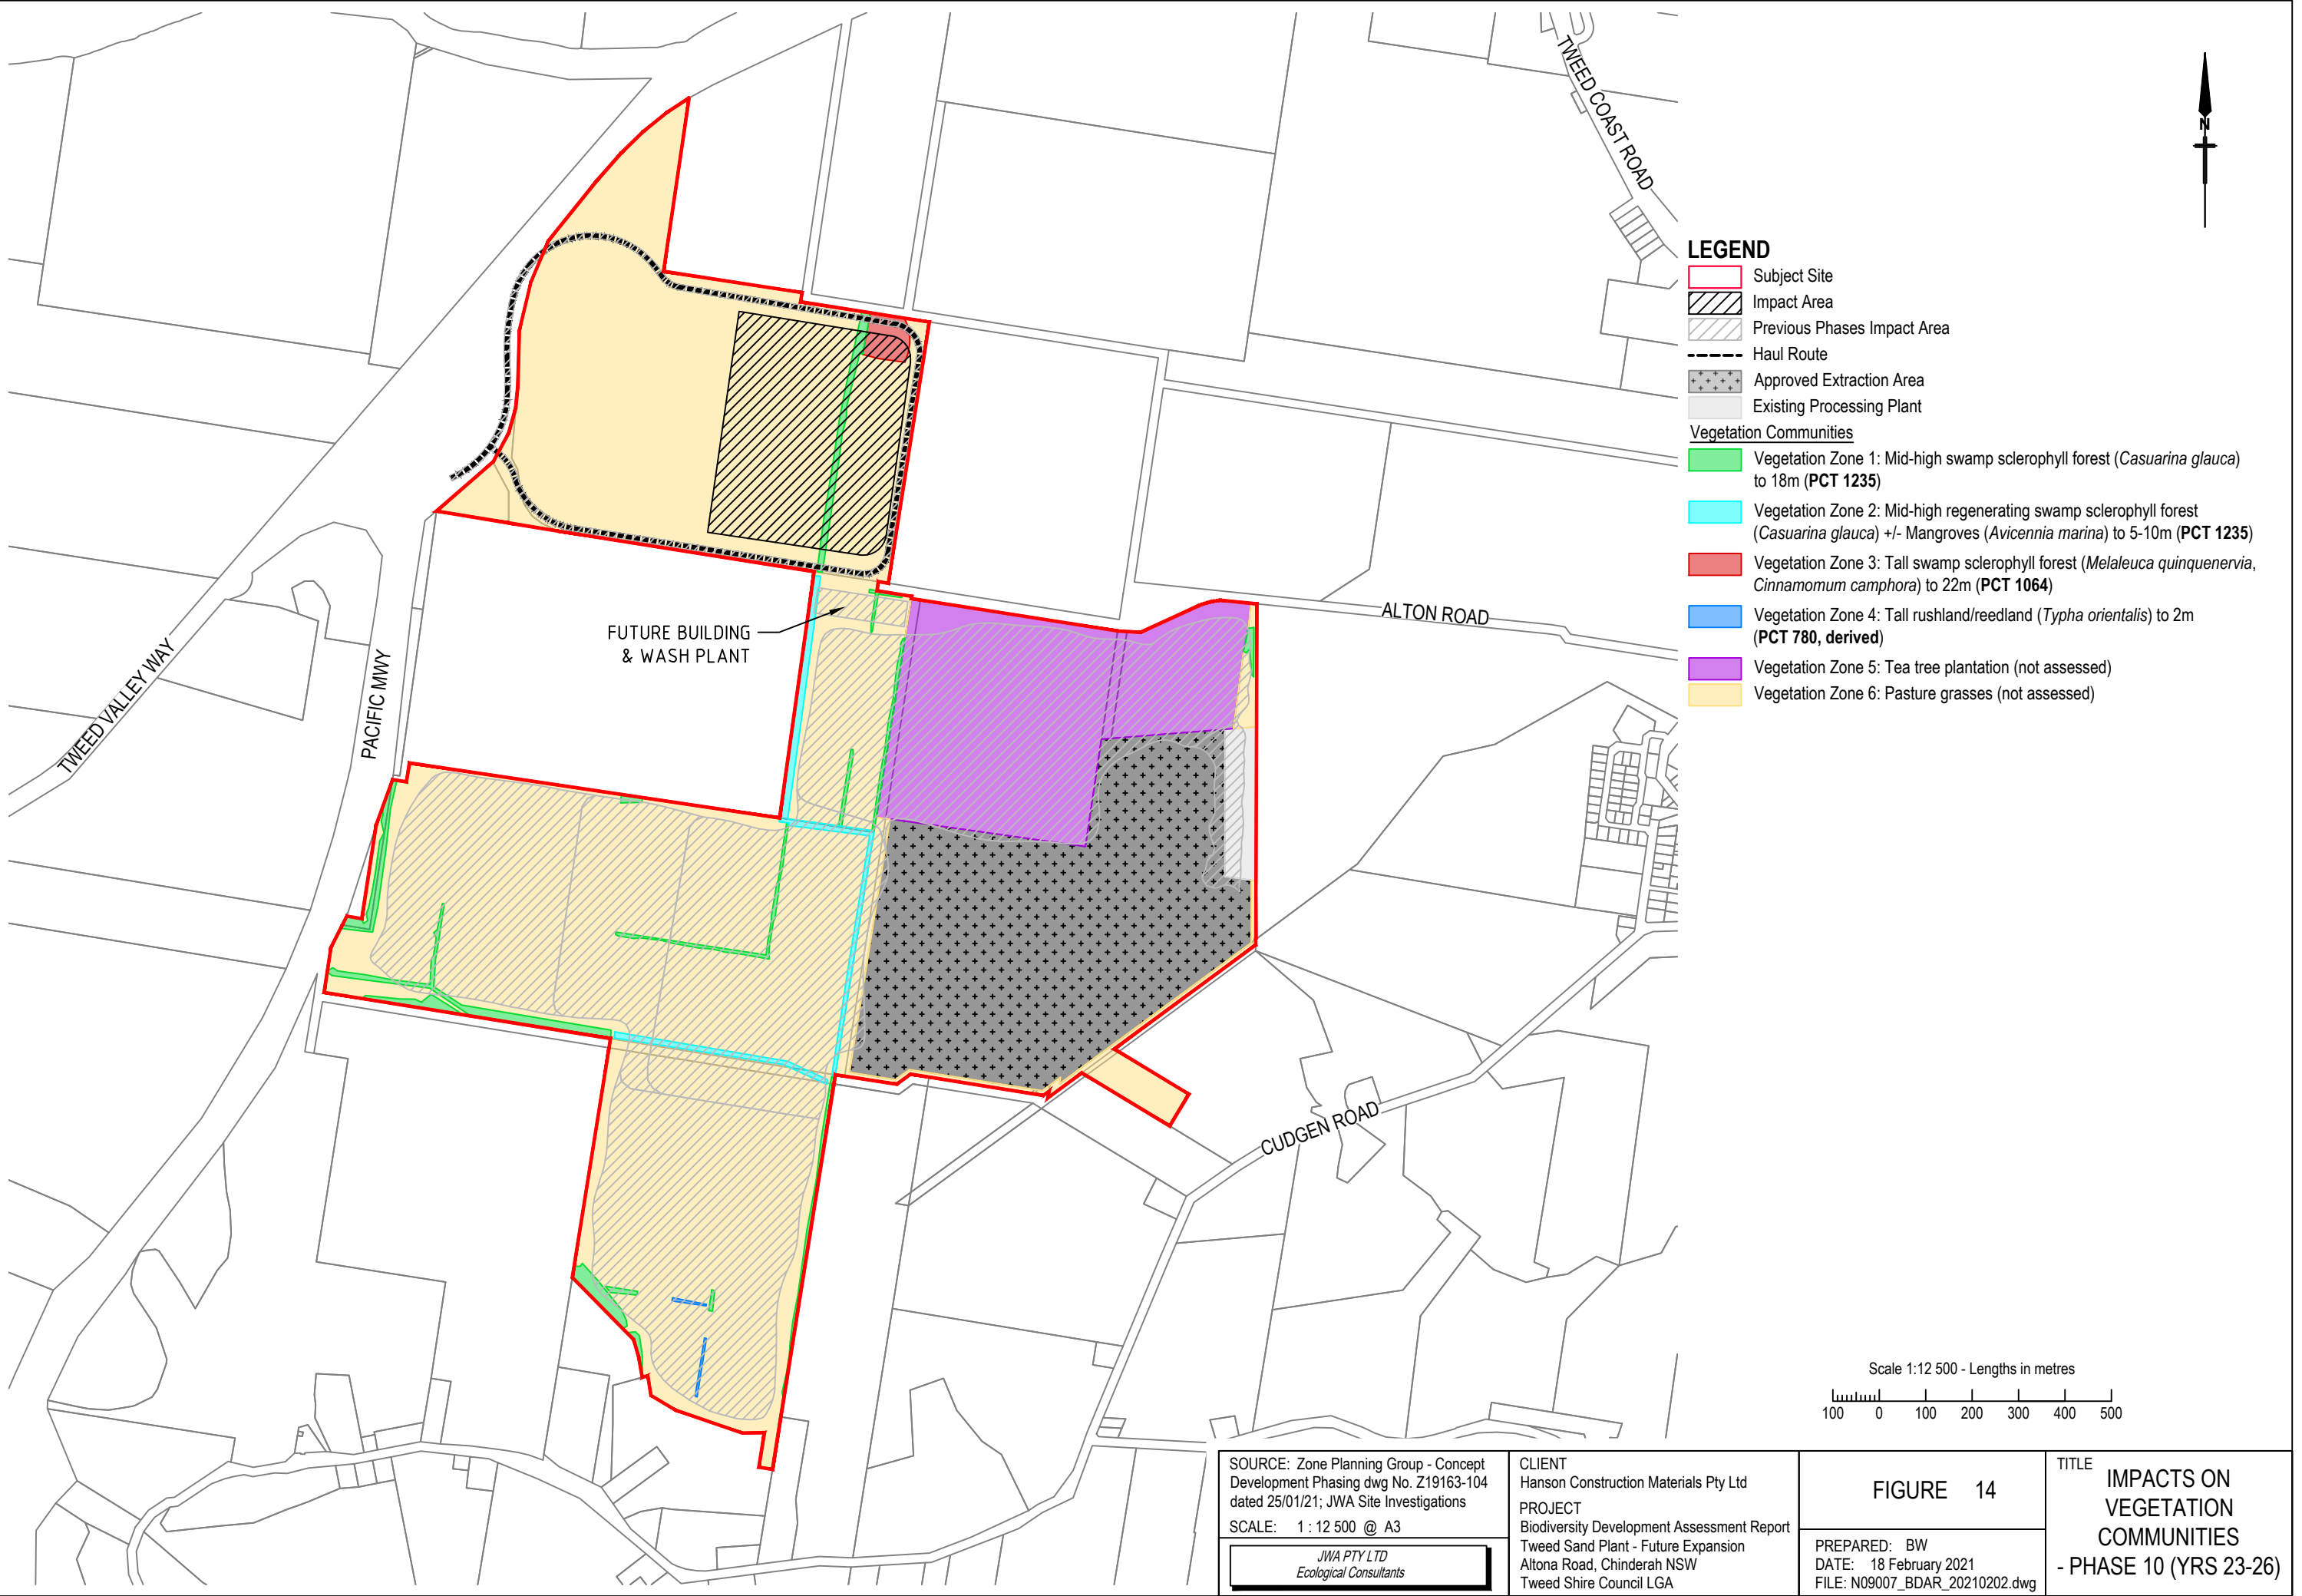 TWEED COAST ROAD
N
LEGEND
Subject Site
Impact Area
Previous Phases Impact Area
Haul Route
Approved Extraction Area
Existing Processing Plant
Vegetation Communities
Vegetation Zone 1: Mid-high swamp sclerophyll forest (Casuarina glauca)
to 18m (PCT 1235)
Vegetation Zone 2: Mid-high regenerating swamp sclerophyll forest
(Casuarina glauca) +/- Mangroves (Avicennia marina) to 5-10m (PCT 1235)
Vegetation Zone 3: Tall swamp sclerophyll forest (Melaleuca quinquenervia,
Cinnamomum camphora) to 22m (PCT 1064)
Vegetation Zone 4: Tall rushland/reedland (Typha orientalis) to 2m
(PCT 780, derived)
Vegetation Zone 5: Tea tree plantation (not assessed)
Vegetation Zone 6: Pasture grasses (not assessed)
ALTON ROAD
FUTURE BUILDING
& WASH PLANT
TWEED VALLEY WAY
PACIFIC MWY
CUDGEN ROAD
Scale 1:12 500 - Lengths in metres
100 0 100 200 300 400 500
SOURCE: Zone Planning Group - Concept
Development Phasing dwg No. Z19163-104
dated 25/01/21; JWA Site Investigations
SCALE: 1 : 12 500 @ A3
JWA PTY LTD
Ecological Consultants
CLIENT
Hanson Construction Materials Pty Ltd
PROJECT
Biodiversity Development Assessment Report
Tweed Sand Plant - Future Expansion
Altona Road, Chinderah NSW
Tweed Shire Council LGA
FIGURE 14
PREPARED: BW
DATE: 18 February 2021
FILE: N09007_BDAR_20210202.dwg
TITLE
IMPACTS ON
VEGETATION
COMMUNITIES
- PHASE 10 (YRS 23-26)